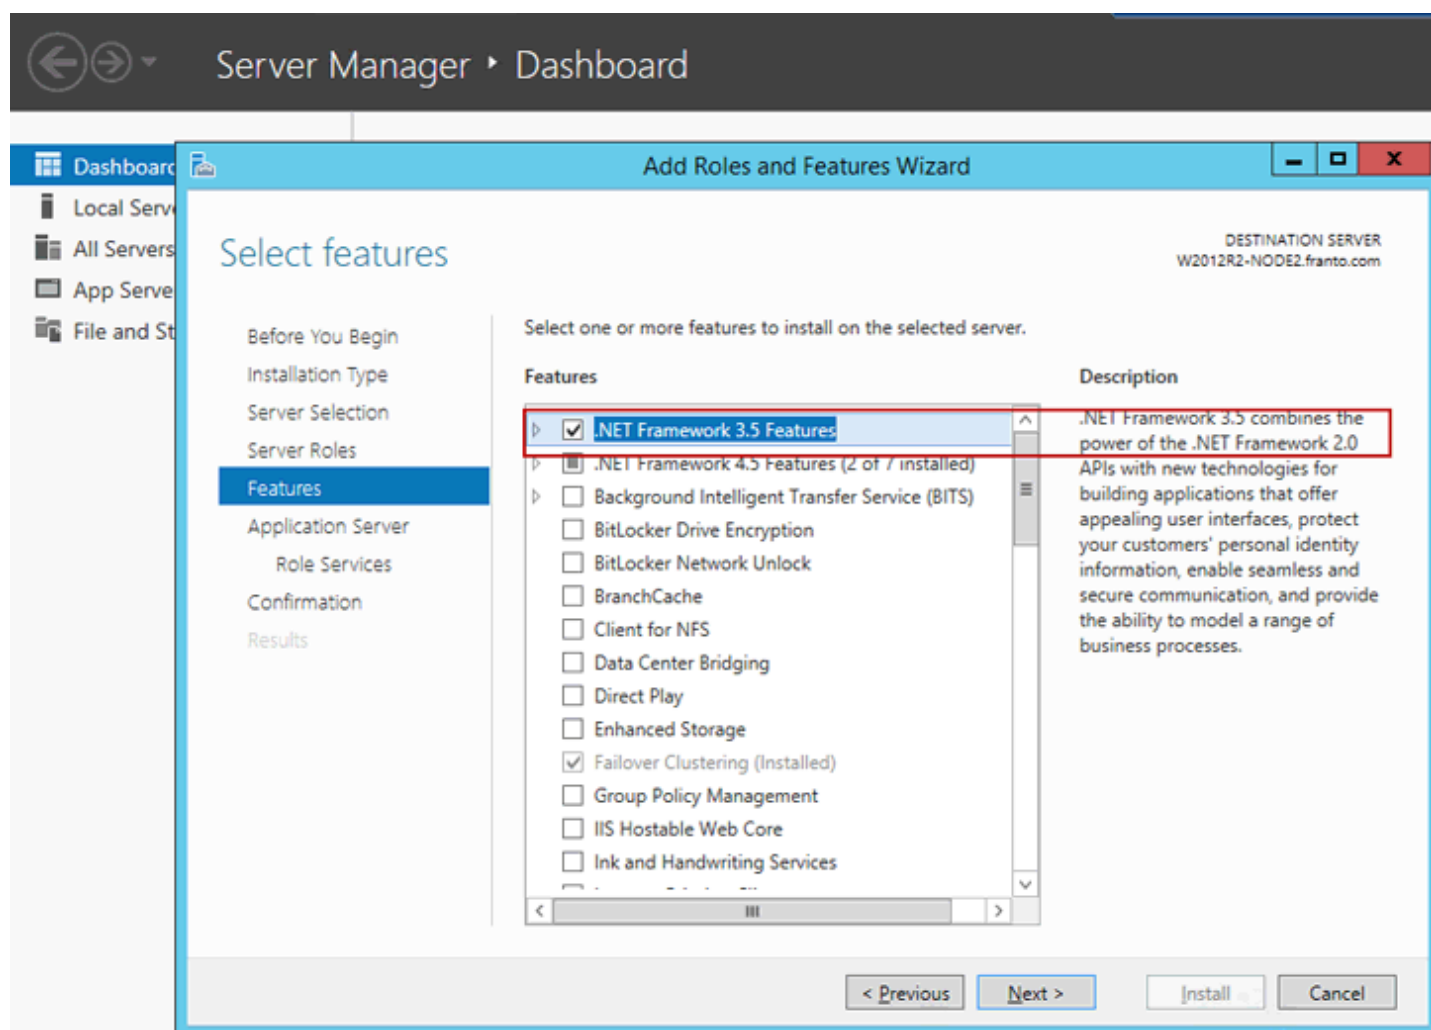 Server Manager ‣ Dashboard
Dashboard
Local Serve
All Servers
App Serve
File and St
Add Roles and Features Wizard
Select features
DESTINATION SERVER
W2012R2-NODE2.franto.com
Before You Begin
Installation Type
Server Selection
Server Roles
Features
Application Server
Role Services
Confirmation
Results
Select one or more features to install on the selected server.
Features
.NET Framework 3.5 Features
.NET Framework 4.5 Features (2 of 7 installed)
Background Intelligent Transfer Service (BITS)
BitLocker Drive Encryption
BitLocker Network Unlock
BranchCache
Client for NFS
Data Center Bridging
Direct Play
Enhanced Storage
Failover Clustering (Installed)
Group Policy Management
IIS Hostable Web Core
Ink and Handwriting Services
Description
.NET Framework 3.5 combines the
power of the .NET Framework 2.0
APIs with new technologies for
building applications that offer
appealing user interfaces, protect
your customers' personal identity
information, enable seamless and
secure communication, and provide
the ability to model a range of
business processes.
< Previous
Next >
Install
Cancel